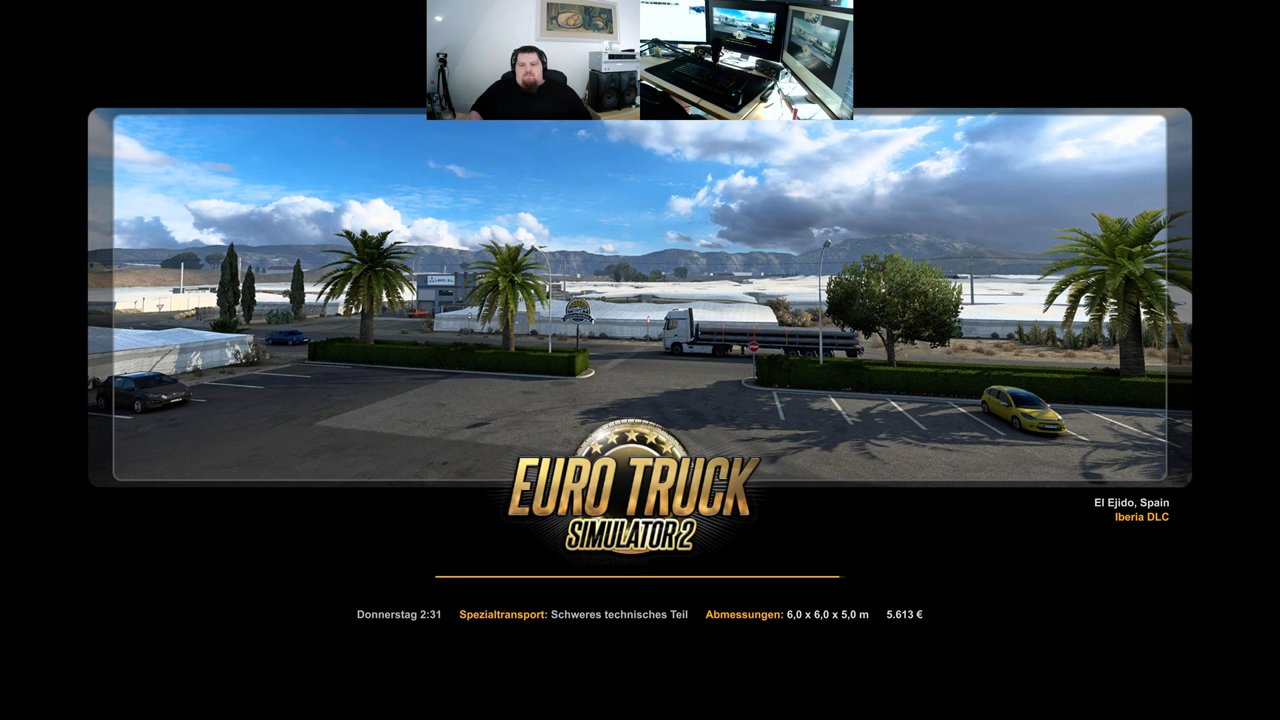 EURO TRUCK
SIMULATOR 2
El Ejido, Spain
Iberia DLC
Donnerstag 2:31 Spezialtransport: Schweres technisches Teil Abmessungen: 6,0 x 6,0 x 5,0 m 5.613 €